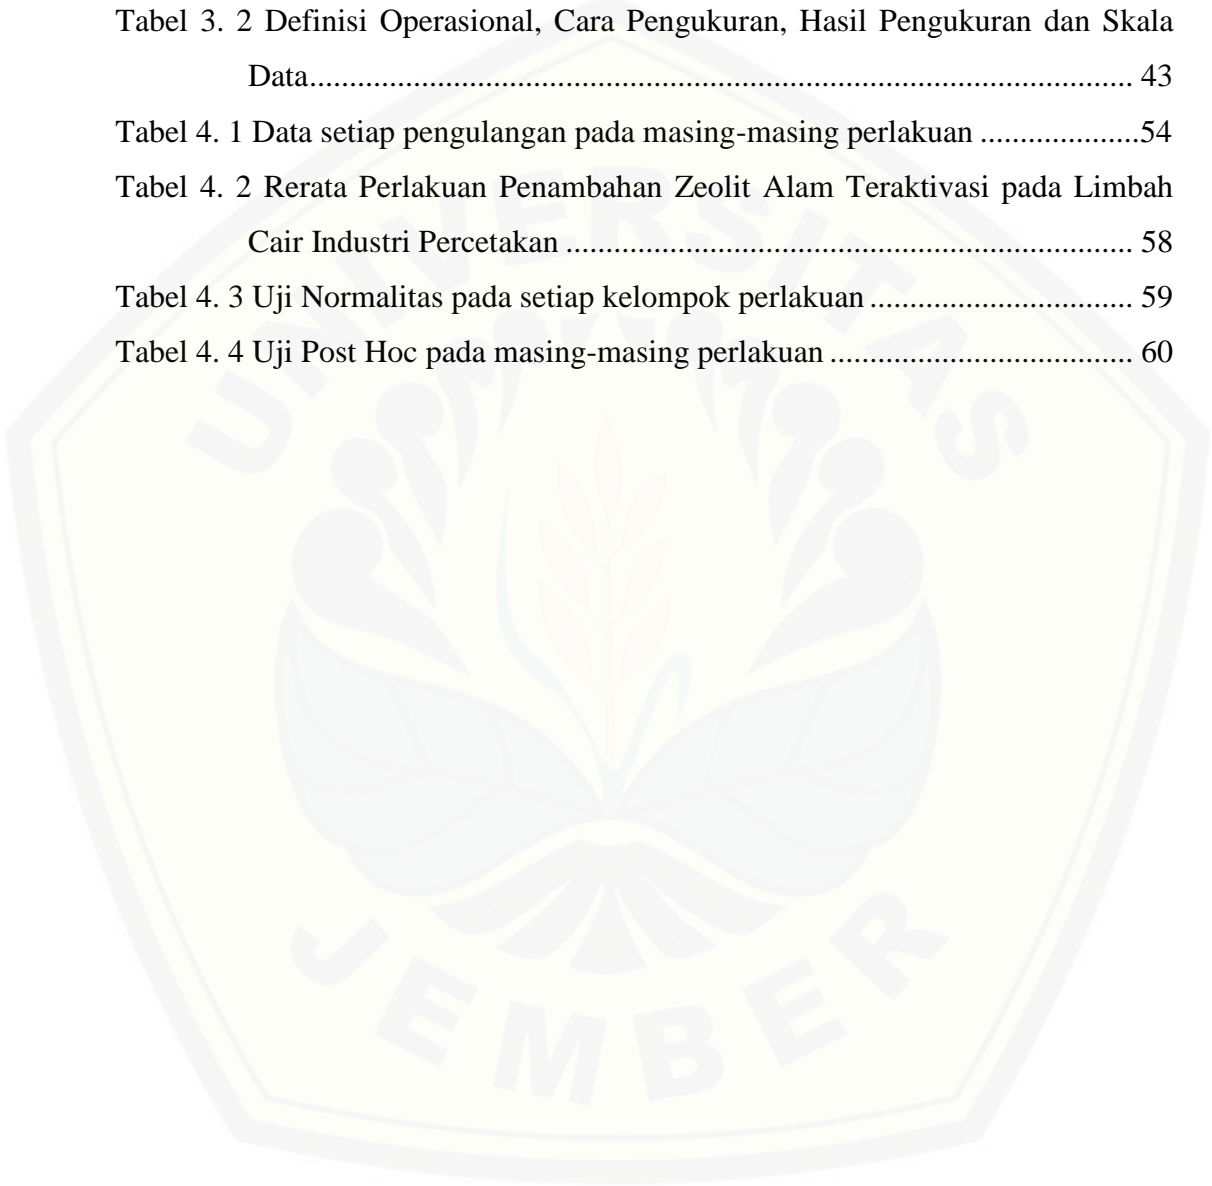 Tabel 3. 2 Definisi Operasional, Cara Pengukuran, Hasil Pengukuran dan Skala
Data.......................................................................................... 43
Tabel 4. 1 Data setiap pengulangan pada masing-masing perlakuan ...................54
Tabel 4. 2 Rerata Perlakuan Penambahan Zeolit Alam Teraktivasi pada Limbah
Cair Industri Percetakan .............................................................. 58
Tabel 4. 3 Uji Normalitas pada setiap kelompok perlakuan ............................. 59
Tabel 4. 4 Uji Post Hoc pada masing-masing perlakuan ................................. 60
UNIVERSITAS
JEMBER